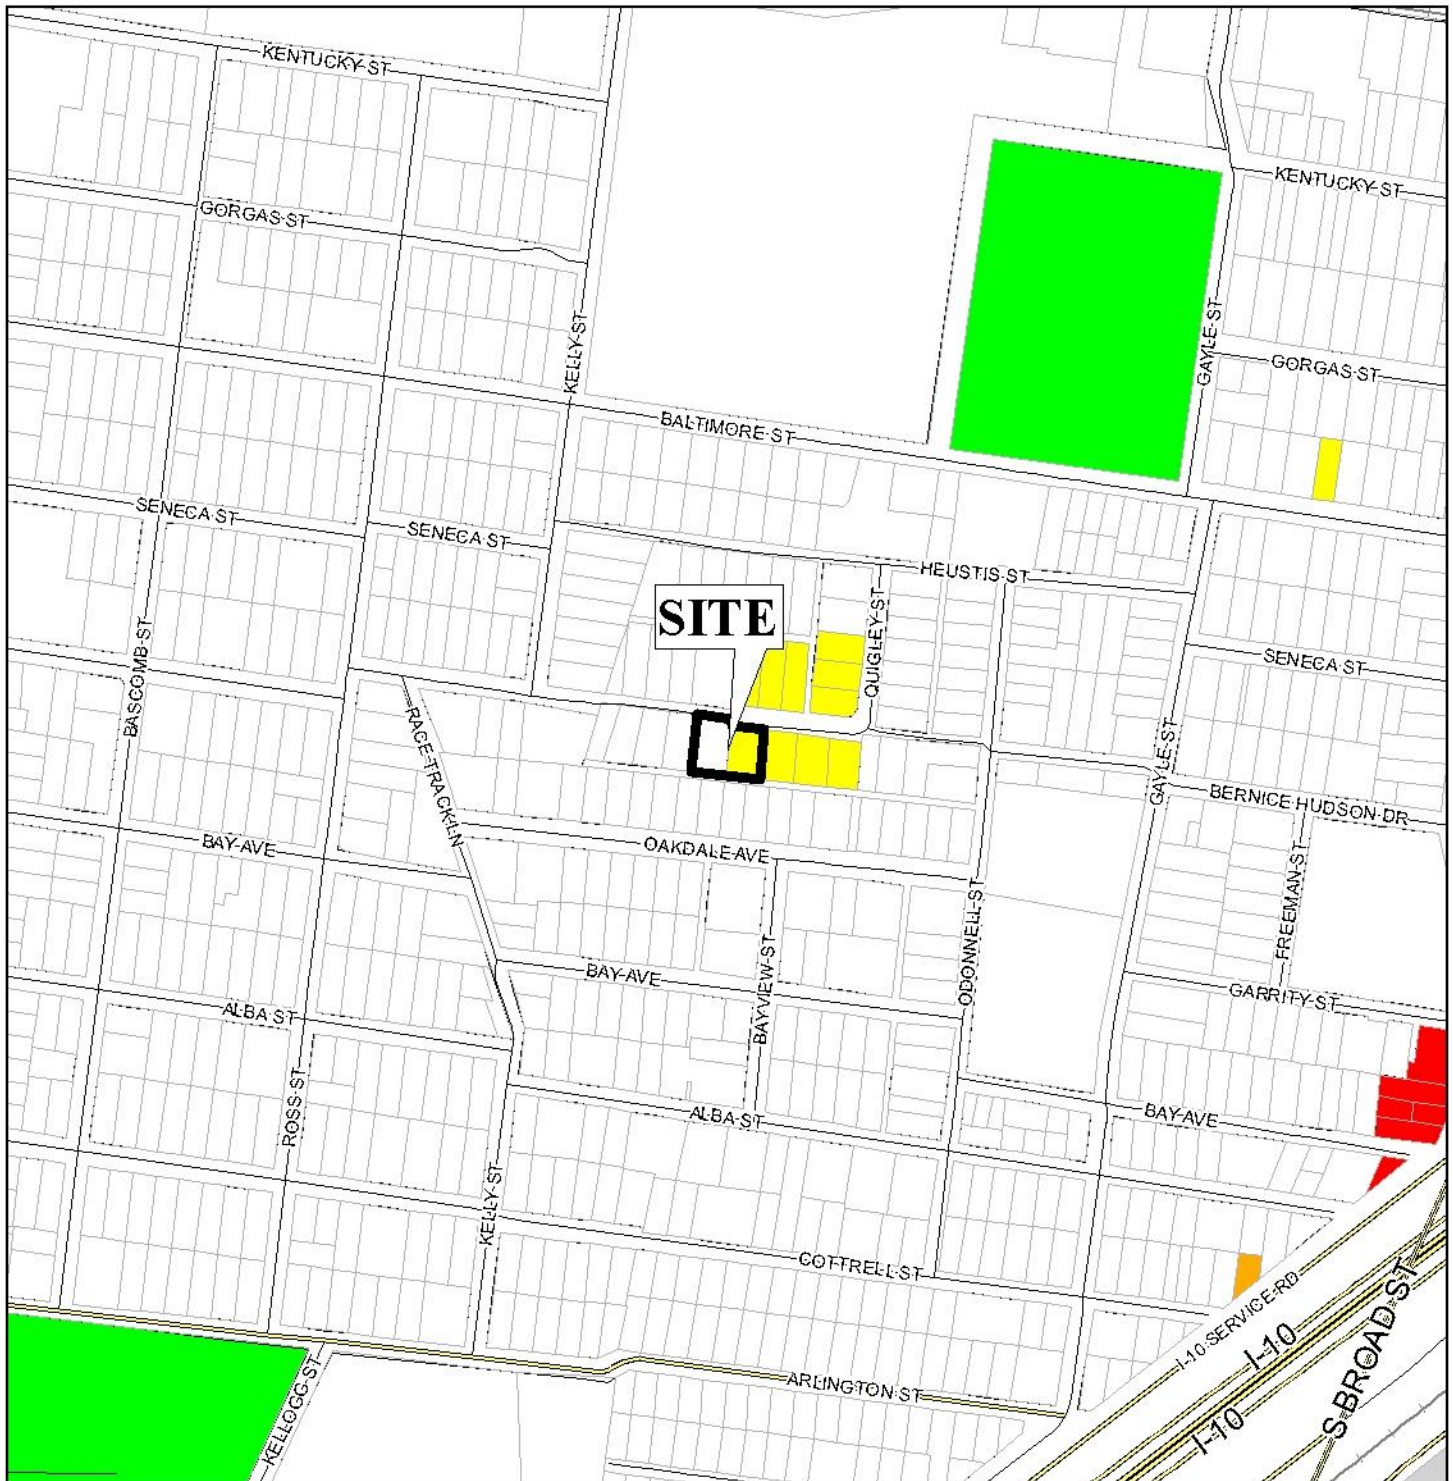 KENTUCKY ST
KENTUCKY ST
GORGAS ST
KELLY ST
GAYLE ST
GORGAS ST
BALTIMORE ST
SENECA ST
SENECA ST
HEUSTIS ST
SITE
QUIGLEY ST
BASCOMB ST
SENECA ST
RACE TRACK LN
GAYLE ST
BERNICE HUDSON DR
BAY AVE
OAKDALE AVE
FREEMAN ST
ODONNELL ST
BAY AVE
BAYVIEW ST
GARRITY ST
ALBA ST
ROSS ST
ALBA ST
BAY AVE
KELLY ST
COTTRELL ST
I-10 SERVICE RD
I-10
S BROAD ST
ARLINGTON ST
KELLOGG ST
I-10